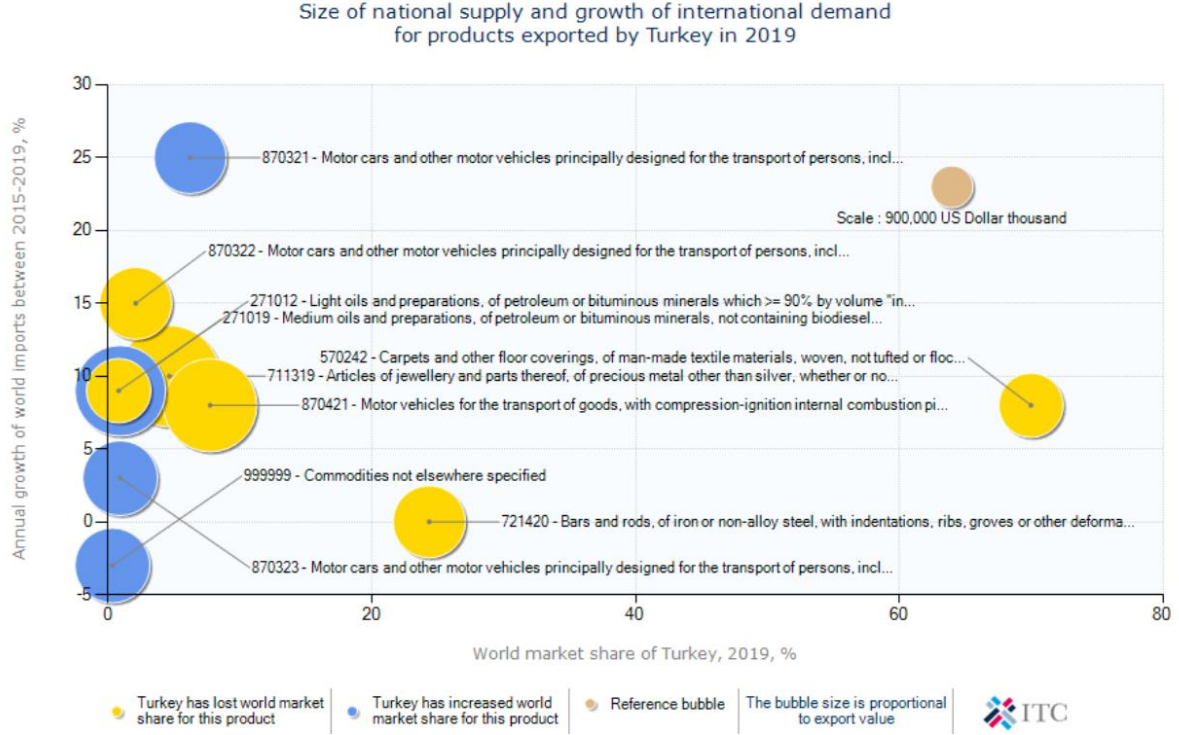 Size of national supply and growth of international demand
for products exported by Turkey in 2019
Annual growth of world imports between 2015-2019, %
30
25
20
15
10
5
0
-5
870321 - Motor cars and other motor vehicles principally designed for the transport of persons, incl...
Scale : 900,000 US Dollar thousand
870322 - Motor cars and other motor vehicles principally designed for the transport of persons, incl...
271012 - Light oils and preparations, of petroleum or bituminous minerals which >= 90% by volume "in...
271019 - Medium oils and preparations, of petroleum or bituminous minerals, not containing biodiesel...
570242 - Carpets and other floor coverings, of man-made textile materials, woven, not tufted or floc...
711319 - Articles of jewellery and parts thereof, of precious metal other than silver, whether or no...
870421 - Motor vehicles for the transport of goods, with compression-ignition internal combustion pi...
999999 - Commodities not elsewhere specified
721420 - Bars and rods, of iron or non-alloy steel, with indentations, ribs, groves or other deforma...
870323 - Motor cars and other motor vehicles principally designed for the transport of persons, incl...
0 20 40 60 80
World market share of Turkey, 2019, %
Turkey has lost world market
share for this product
Turkey has increased world
market share for this product
Reference bubble
The bubble size is proportional
to export value
ITC